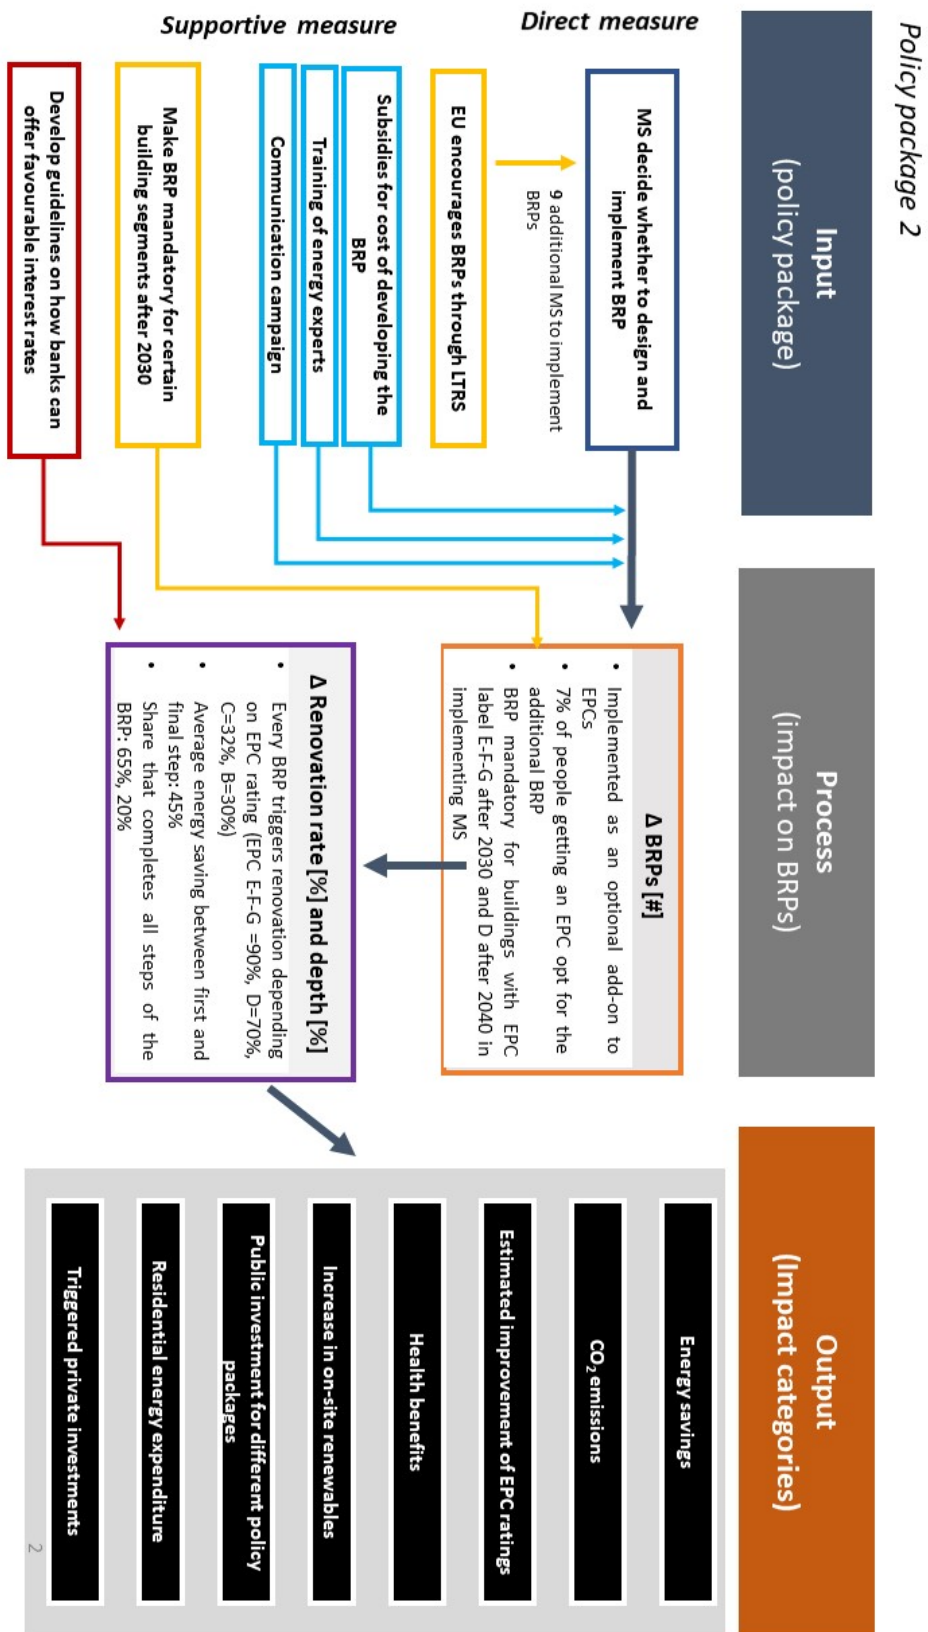 Policy package 2
Input
(policy package)
Process
(impact on BRPs)
Output
(Impact categories)
Direct measure
MS decide whether to design and
implement BRP
9 additional MS to implement
BRPs
EU encourages BRPs through LTRS
Supportive measure
Subsidies for cost of developing the
BRP
Training of energy experts
Communication campaign
Make BRP mandatory for certain
building segments after 2030
Develop guidelines on how banks can
offer favourable interest rates
Δ BRPs [#]
• Implemented as an optional add-on to
EPCs
• 7% of people getting an EPC opt for the
additional BRP
• BRP mandatory for buildings with EPC
label E-F-G after 2030 and D after 2040 in
implementing MS
Δ Renovation rate [%] and depth [%]
• Every BRP triggers renovation depending
on EPC rating (EPC E-F-G =90%, D=70%,
C=32%, B=30%)
• Average energy saving between first and
final step: 45%
• Share that completes all steps of the
BRP: 65%, 20%
Energy savings
CO₂ emissions
Estimated improvement of EPC ratings
Health benefits
Increase in on-site renewables
Public investment for different policy
packages
Residential energy expenditure
Triggered private investments
2